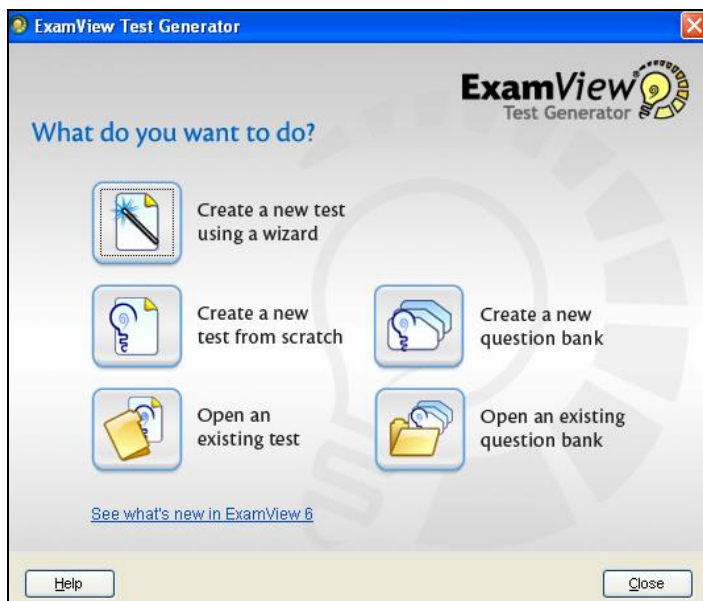 ExamView Test Generator
ExamView
Test Generator
What do you want to do?
Create a new test
using a wizard
Create a new
test from scratch
Create a new
question bank
Open an
existing test
Open an existing
question bank
See what's new in ExamView 6
Help
Close